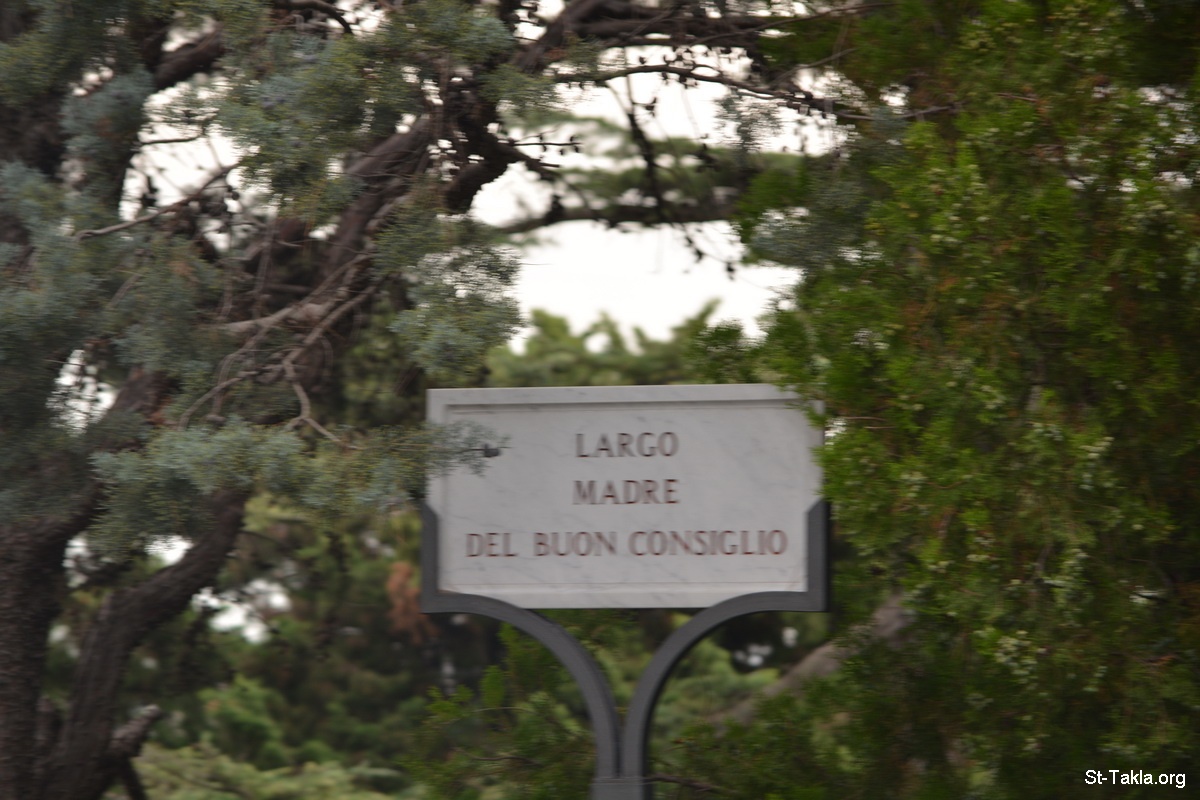 LARGO
MADRE
DEL BUON CONSIGLIO
St-Takla.org